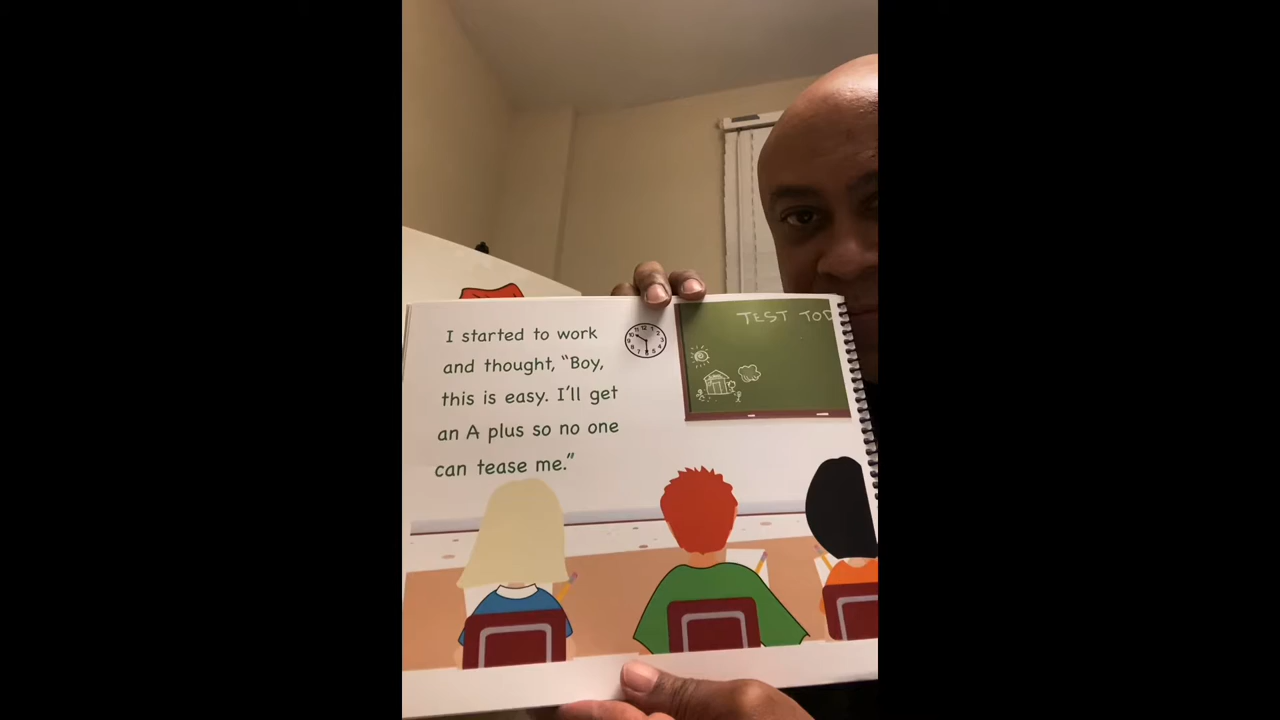 I started to work
and thought, “Boy,
this is easy. I’ll get
an A plus so no one
can tease me.”
TEST TOD